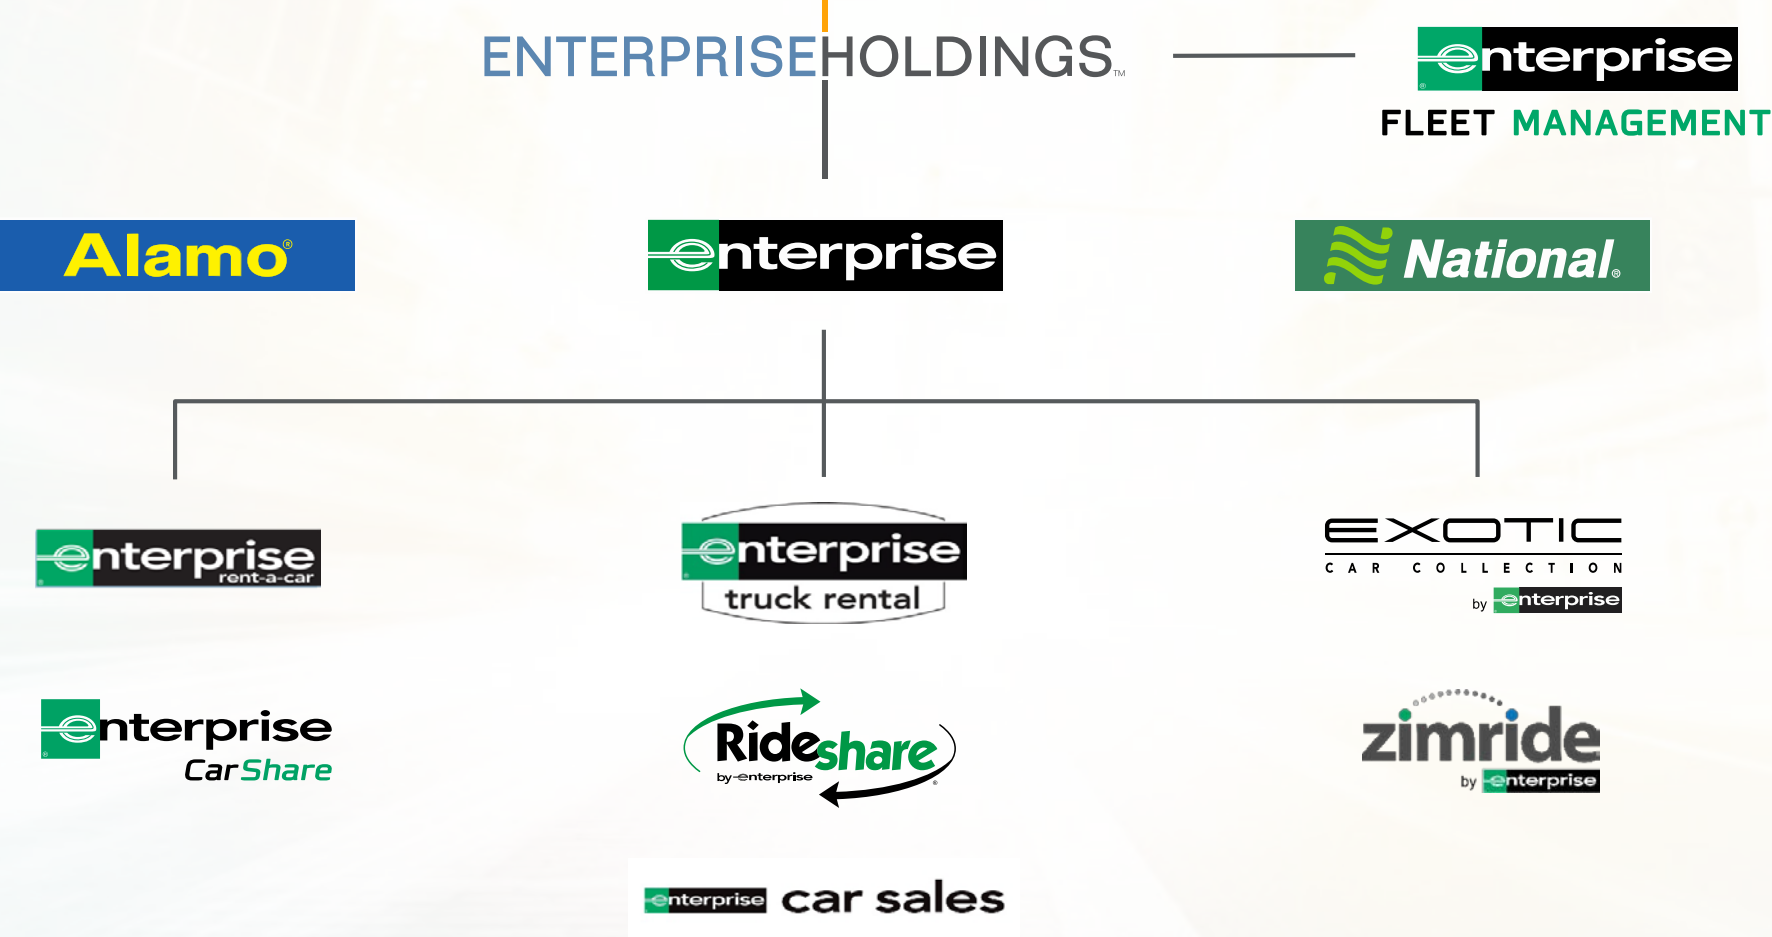 ENTERPRISEHOLDINGS™
enterprise®
FLEET MANAGEMENT
Alamo®
enterprise
National®
enterprise®
rent-a-car
enterprise®
truck rental
EXOTIC
CAR COLLECTION
by enterprise
enterprise®
CarShare
Rideshare®
by enterprise
zimride
by enterprise
enterprise car sales